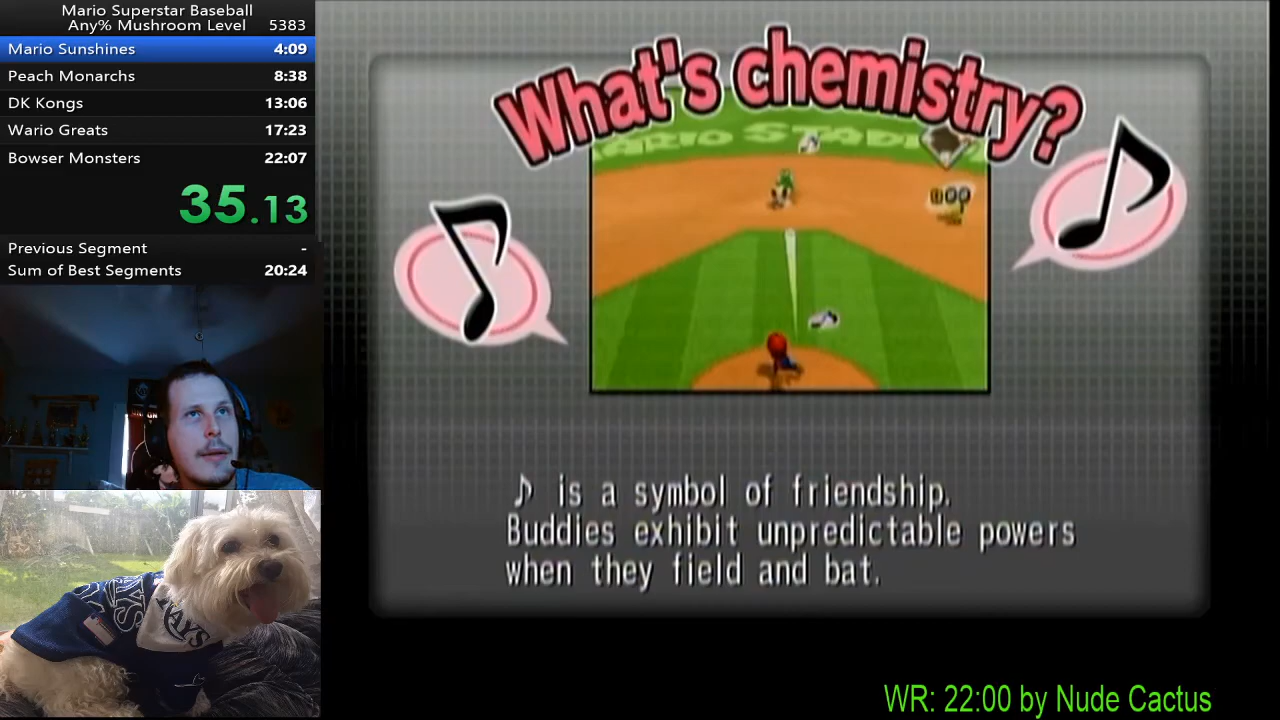 Mario Superstar Baseball
Any% Mushroom Level 5383
Mario Sunshines 4:09
Peach Monarchs 8:38
DK Kongs 13:06
Wario Greats 17:23
Bowser Monsters 22:07
35.13
Previous Segment -
Sum of Best Segments 20:24
What's chemistry?
MARIO STADIUM
♪ is a symbol of friendship.
Buddies exhibit unpredictable powers
when they field and bat.
RAYS
WR: 22:00 by Nude Cactus